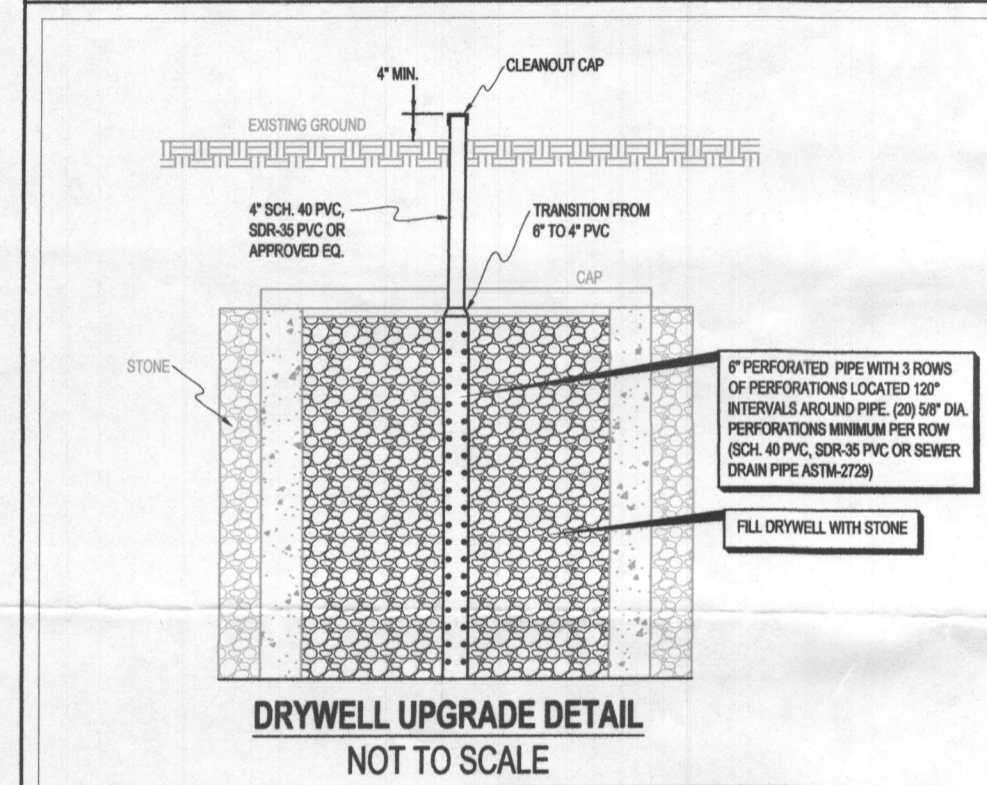 4" MIN.
CLEANOUT CAP
EXISTING GROUND
4" SCH. 40 PVC,
SDR-35 PVC OR
APPROVED EQ.
TRANSITION FROM
6" TO 4" PVC
CAP
STONE
6" PERFORATED PIPE WITH 3 ROWS
OF PERFORATIONS LOCATED 120°
INTERVALS AROUND PIPE. (20) 5/8" DIA.
PERFORATIONS MINIMUM PER ROW
(SCH. 40 PVC, SDR-35 PVC OR SEWER
DRAIN PIPE ASTM-2729)
FILL DRYWELL WITH STONE
DRYWELL UPGRADE DETAIL
NOT TO SCALE